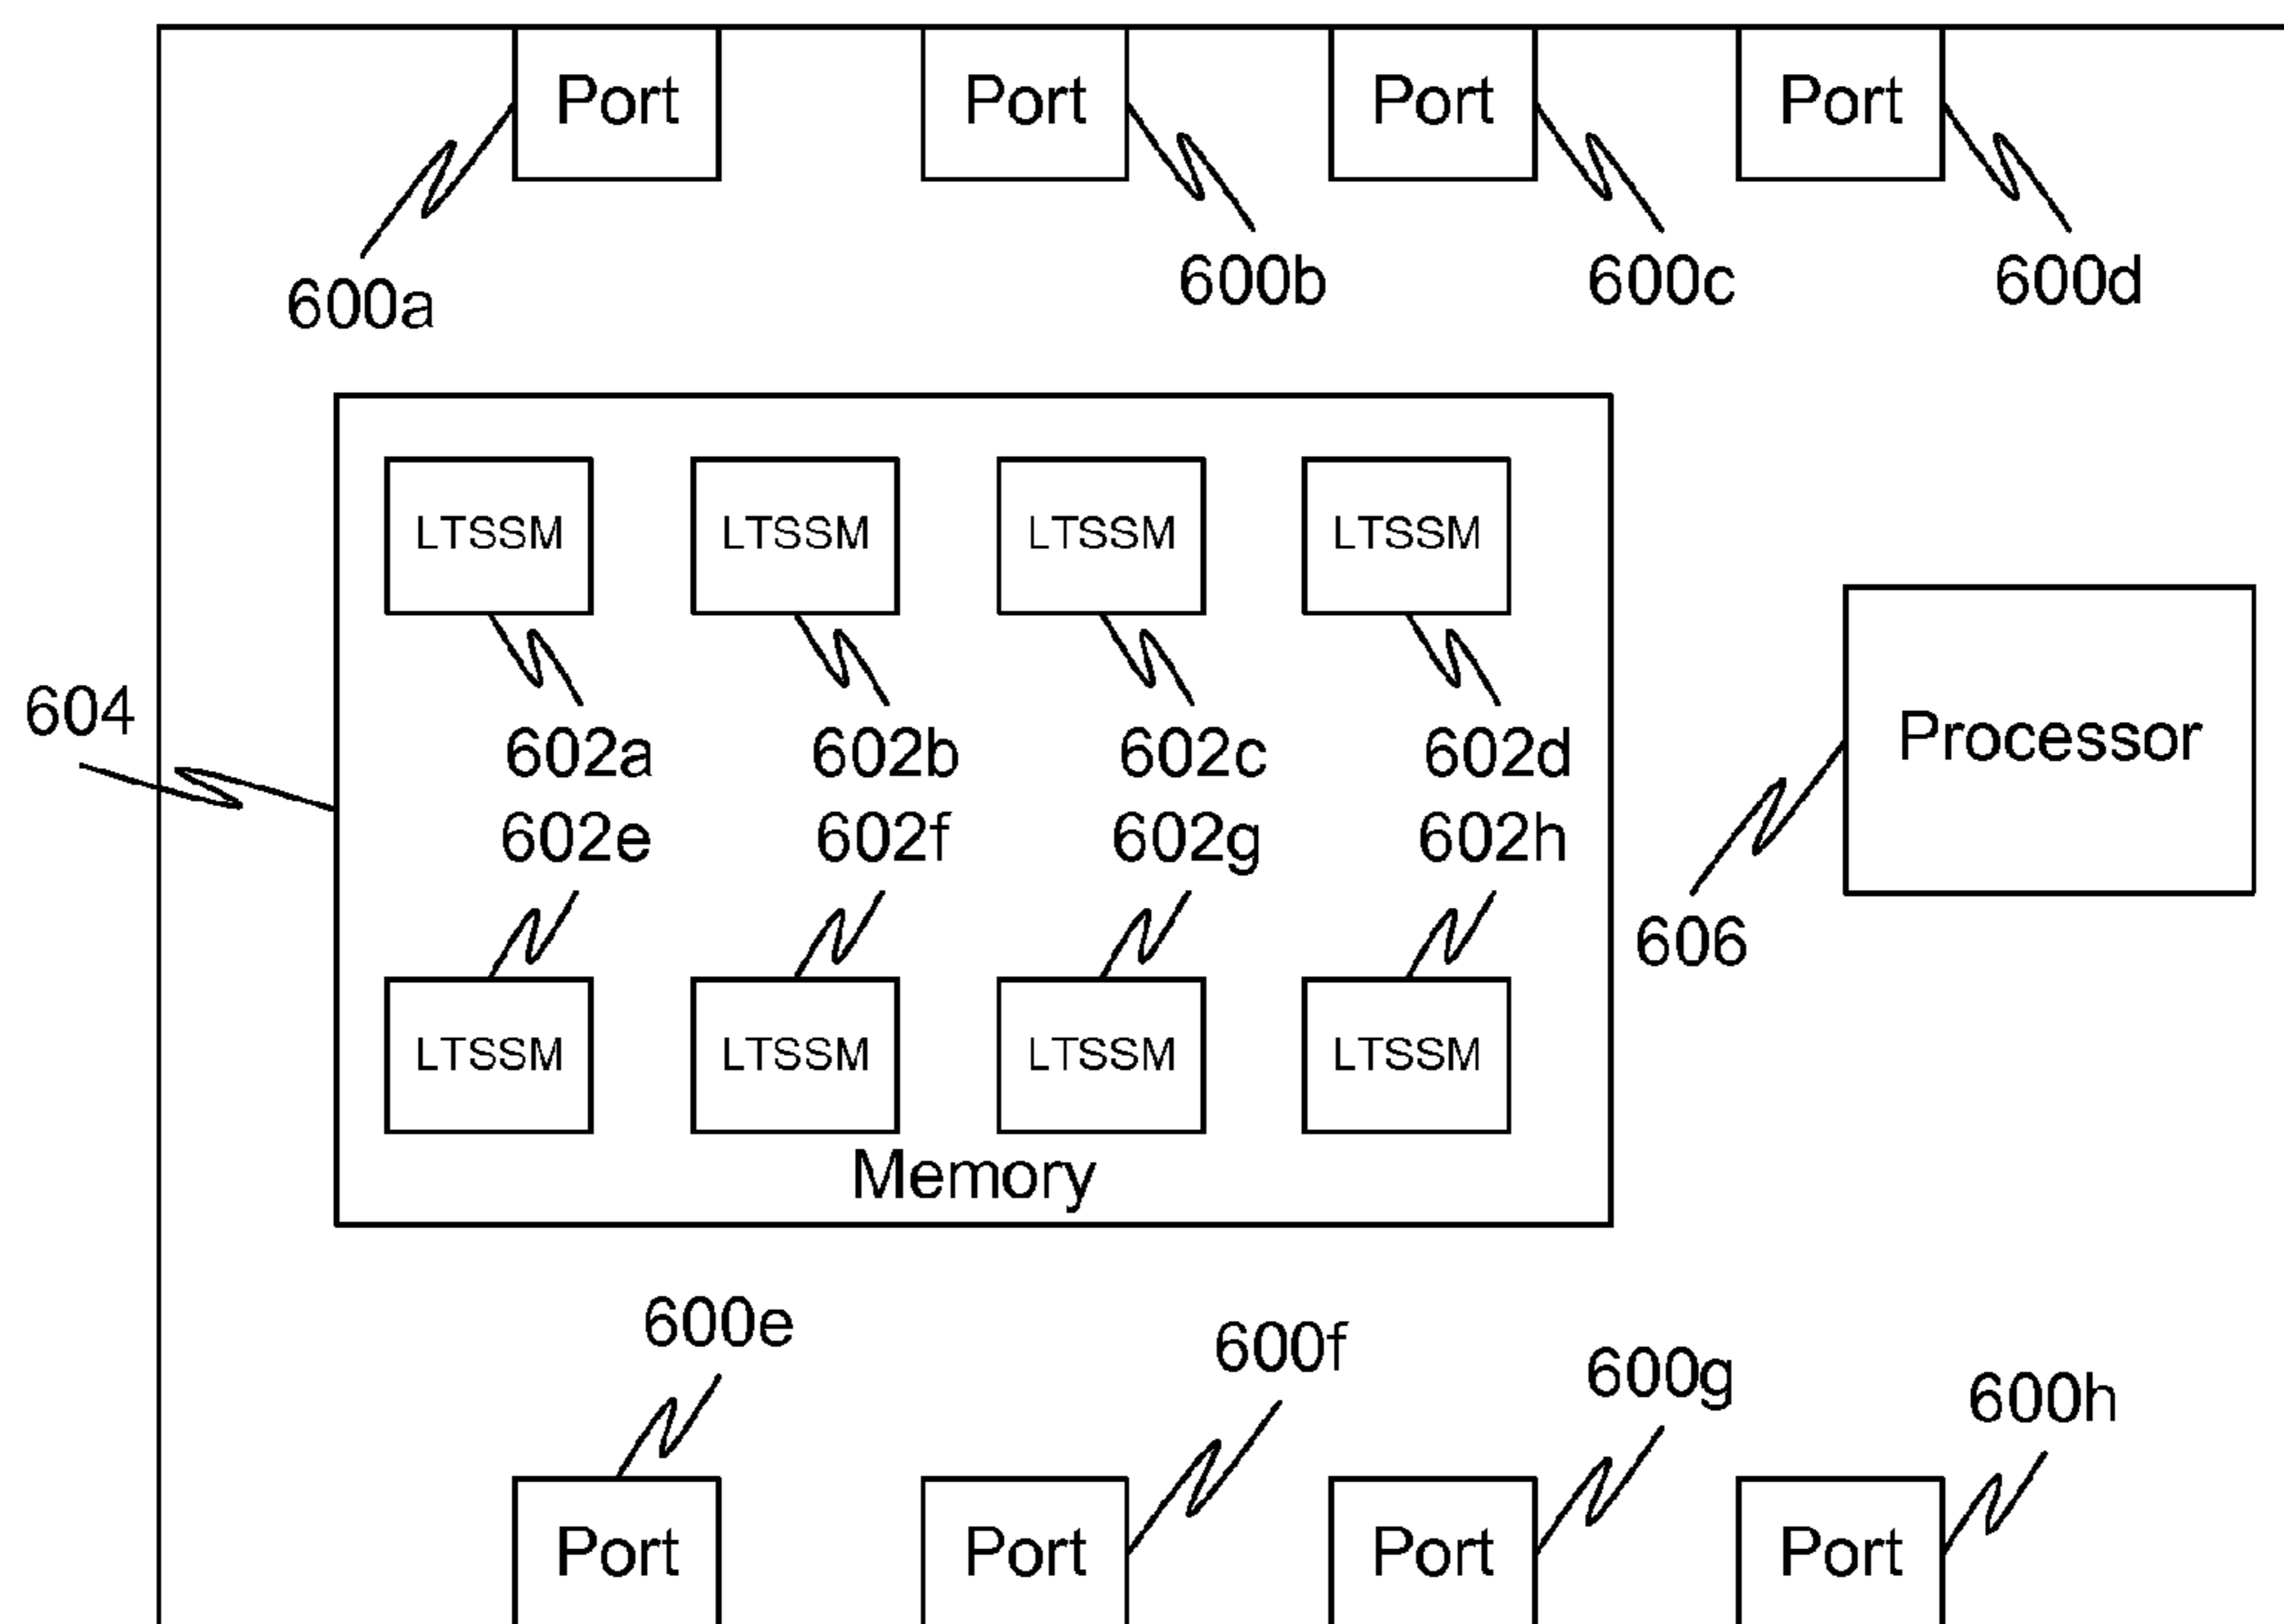 Port Port Port Port
600a 600b 600c 600d
LTSSM LTSSM LTSSM LTSSM
604 602a 602b 602c 602d Processor
602e 602f 602g 602h
606
LTSSM LTSSM LTSSM LTSSM
Memory
600e 600f 600g 600h
Port Port Port Port